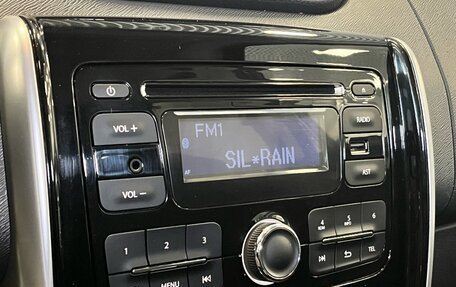 VOL +
FM1
RADIO
SIL*RAIN
AF
AST
VOL −
1 2 3
4 5 6
MENU
TEL